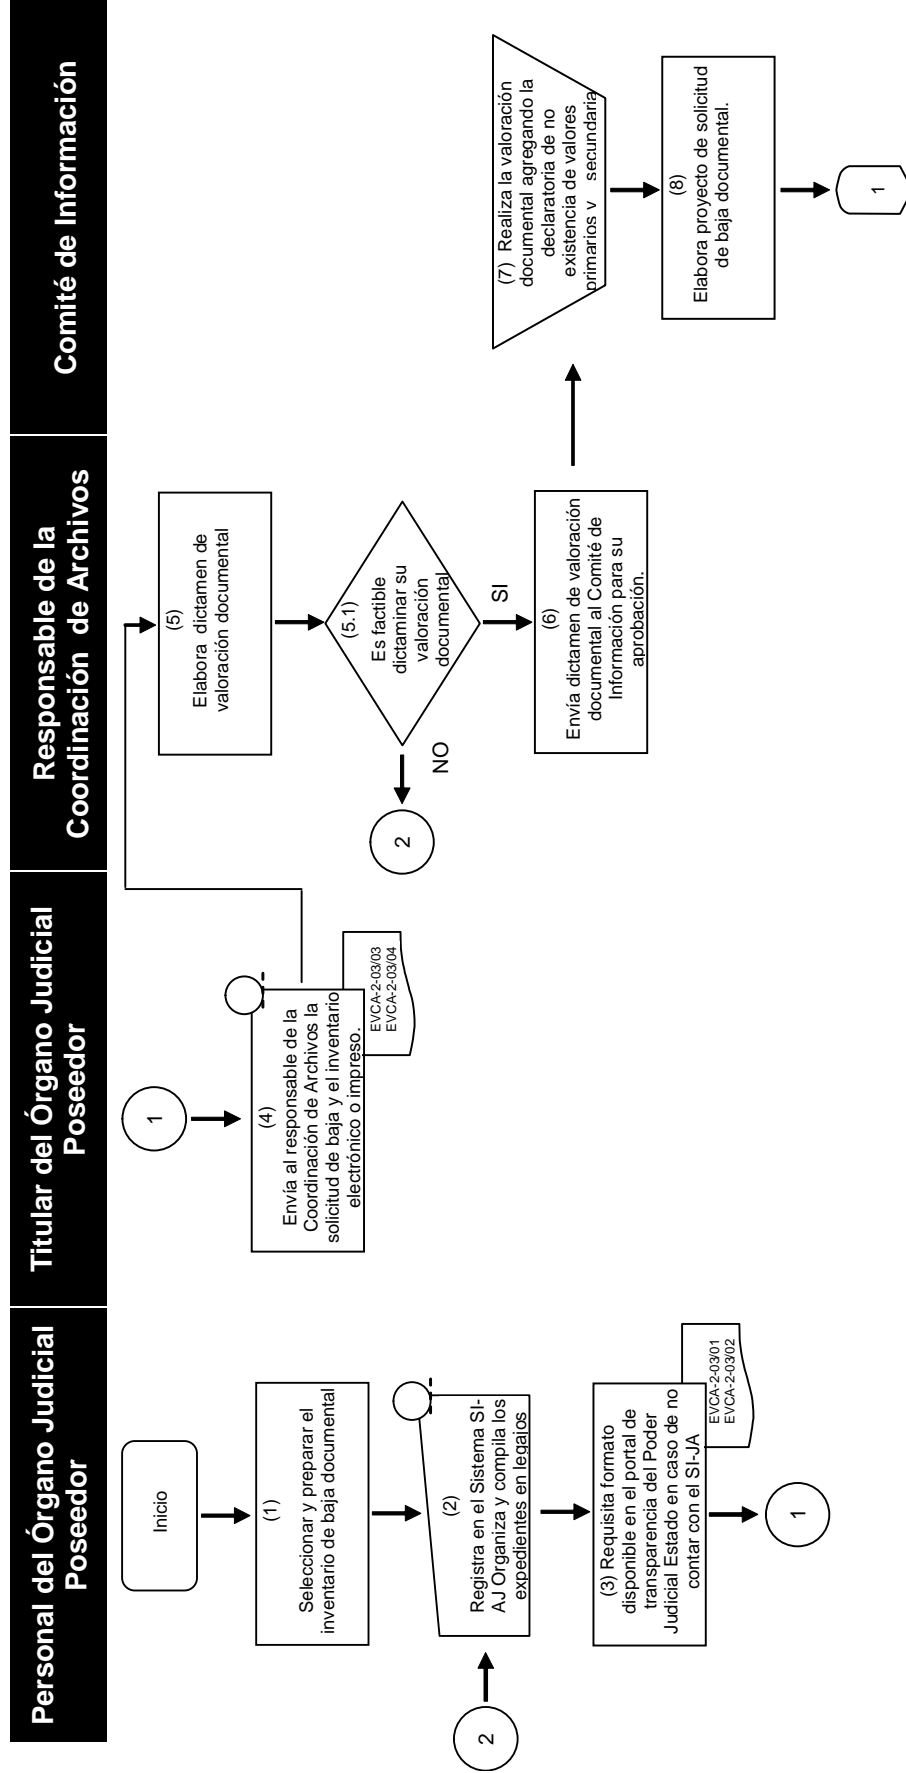 Personal del Órgano Judicial
Poseedor
Titular del Órgano Judicial
Poseedor
Responsable de la
Coordinación de Archivos
Comité de Información
Inicio
(1)
Seleccionar y preparar el
inventario de baja documental
(2)
Registra en el Sistema SI-
AJ Organiza y compila los
expedientes en legajos
2
(3) Requisita formato
disponible en el portal de
transparencia del Poder
Judicial Estado en caso de no
contar con el SI-JA
EVCA-2-03/01
EVCA-2-03/02
1
1
(4)
Envía al responsable de la
Coordinación de Archivos la
solicitud de baja y el inventario
electrónico o impreso.
EVCA-2-03/03
EVCA-2-03/04
(5)
Elabora dictamen de
valoración documental
(5.1)
Es factible
dictaminar su
valoración
documental
NO
2
SI
(6)
Envía dictamen de valoración
documental al Comité de
Información para su
aprobación.
(7) Realiza la valoración
documental agregando la
declaratoria de no
existencia de valores
primarios v secundaria
(8)
Elabora proyecto de solicitud
de baja documental.
1